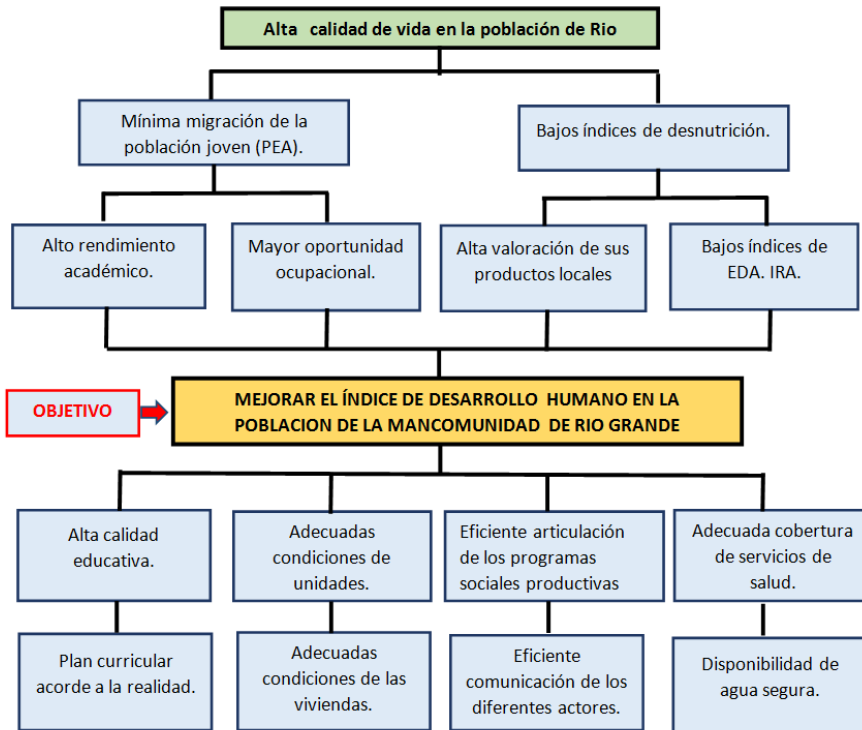 Alta calidad de vida en la población de Rio
Mínima migración de la
población joven (PEA).
Bajos índices de desnutrición.
Alto rendimiento
académico.
Mayor oportunidad
ocupacional.
Alta valoración de sus
productos locales
Bajos índices de
EDA. IRA.
OBJETIVO
MEJORAR EL ÍNDICE DE DESARROLLO HUMANO EN LA
POBLACION DE LA MANCOMUNIDAD DE RIO GRANDE
Alta calidad
educativa.
Adecuadas
condiciones de
unidades.
Eficiente articulación
de los programas
sociales productivas
Adecuada cobertura
de servicios de
salud.
Plan curricular
acorde a la realidad.
Adecuadas
condiciones de las
viviendas.
Eficiente
comunicación de los
diferentes actores.
Disponibilidad de
agua segura.